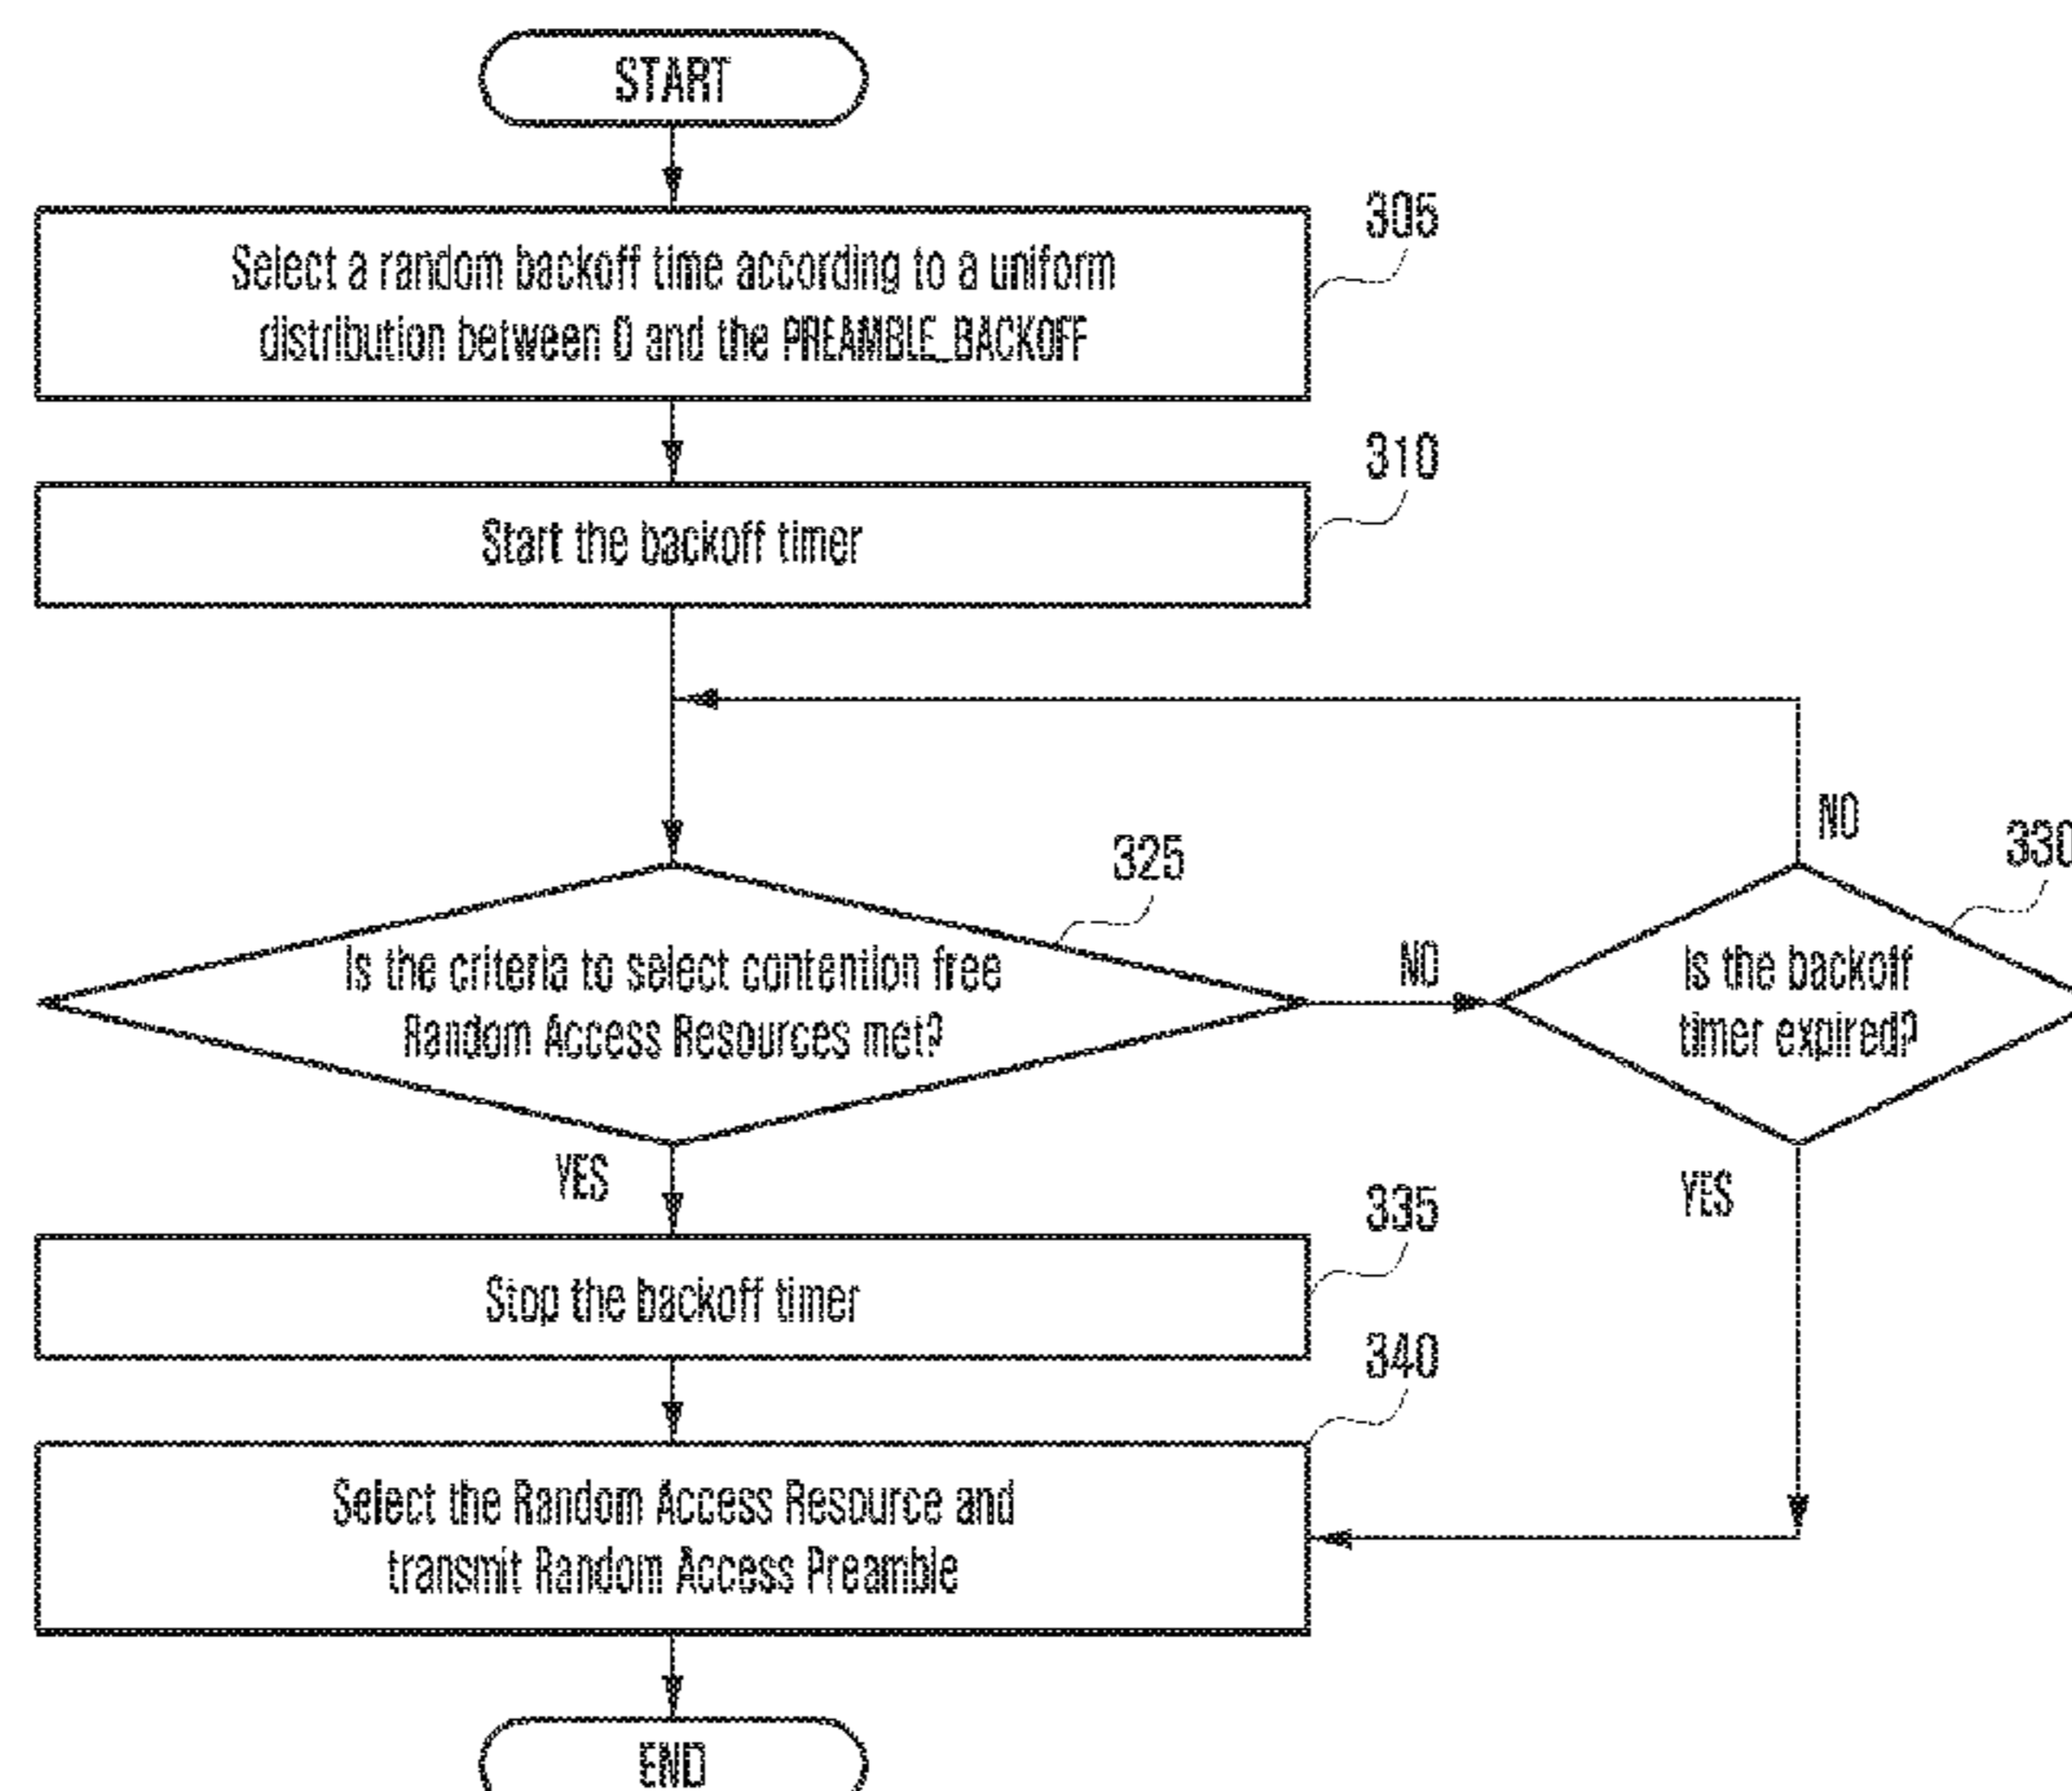 START
305
Select a random backoff time according to a uniform
distribution between 0 and the PREAMBLE_BACKOFF
310
Start the backoff timer
NO
330
325
Is the criteria to select contention free
Random Access Resources met?
NO
Is the backoff
timer expired?
YES
YES
335
Stop the backoff timer
340
Select the Random Access Resource and
transmit Random Access Preamble
END